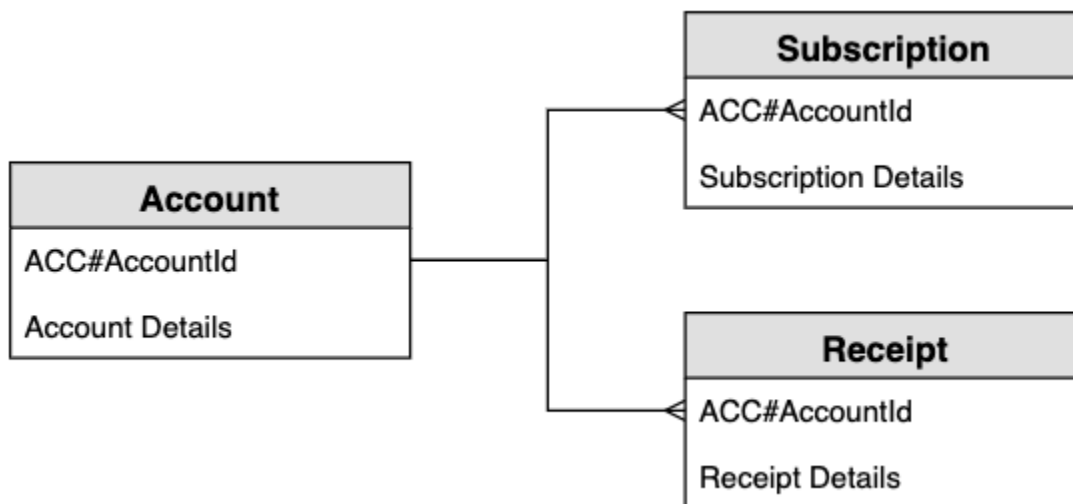 Account
ACC#AccountId
Account Details
Subscription
ACC#AccountId
Subscription Details
Receipt
ACC#AccountId
Receipt Details